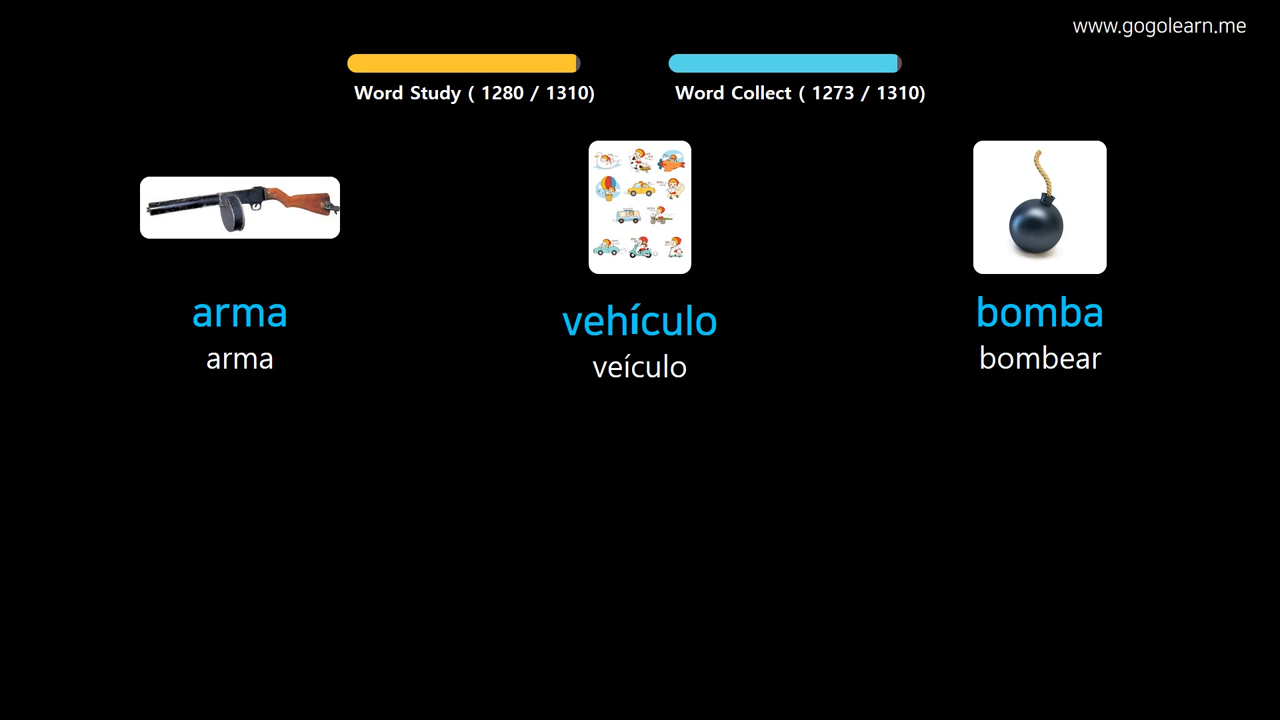 www.gogolearn.me
Word Study ( 1280 / 1310)
Word Collect ( 1273 / 1310)
arma
vehículo
bomba
arma
veículo
bombear